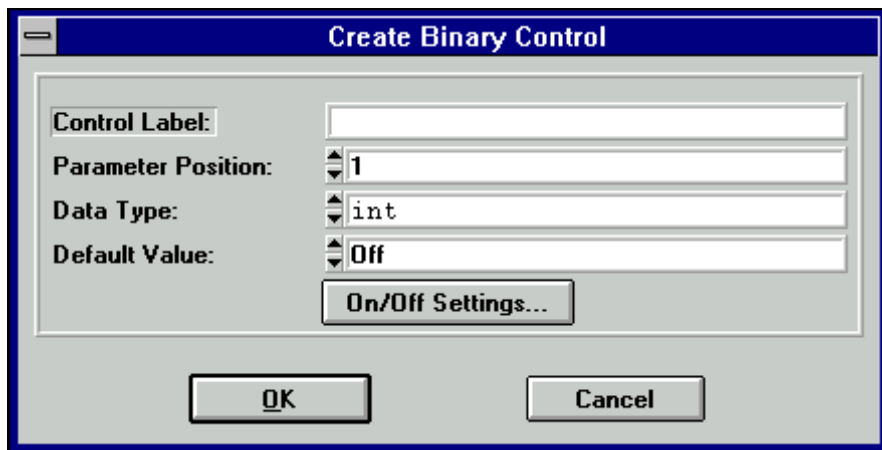 Create Binary Control
Control Label:
Parameter Position: 1
Data Type: int
Default Value: Off
On/Off Settings...
OK Cancel